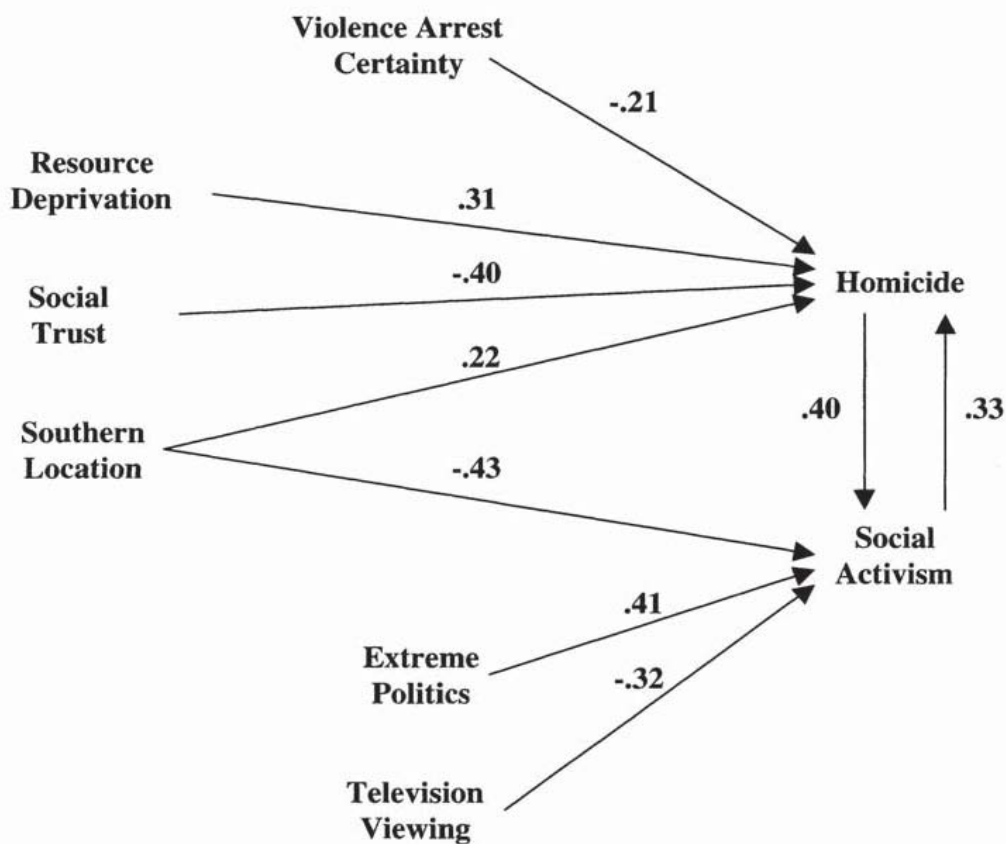 Violence Arrest
Certainty
-.21
Resource
Deprivation
.31
-.40
Homicide
Social
Trust
.22
.40
.33
Southern
Location
-.43
Social
Activism
.41
Extreme
Politics
-.32
Television
Viewing